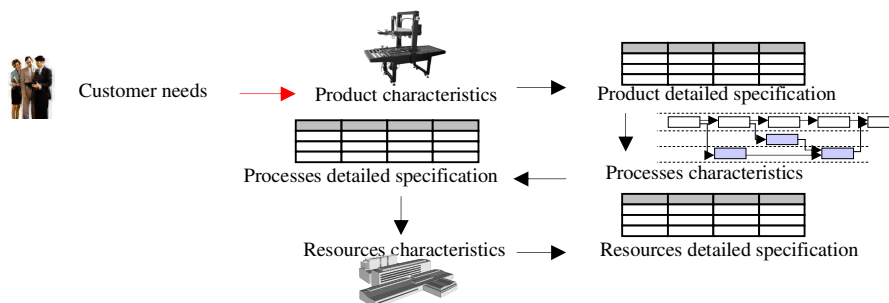 Customer needs
Product characteristics
Product detailed specification
Processes detailed specification
Processes characteristics
Resources characteristics
Resources detailed specification